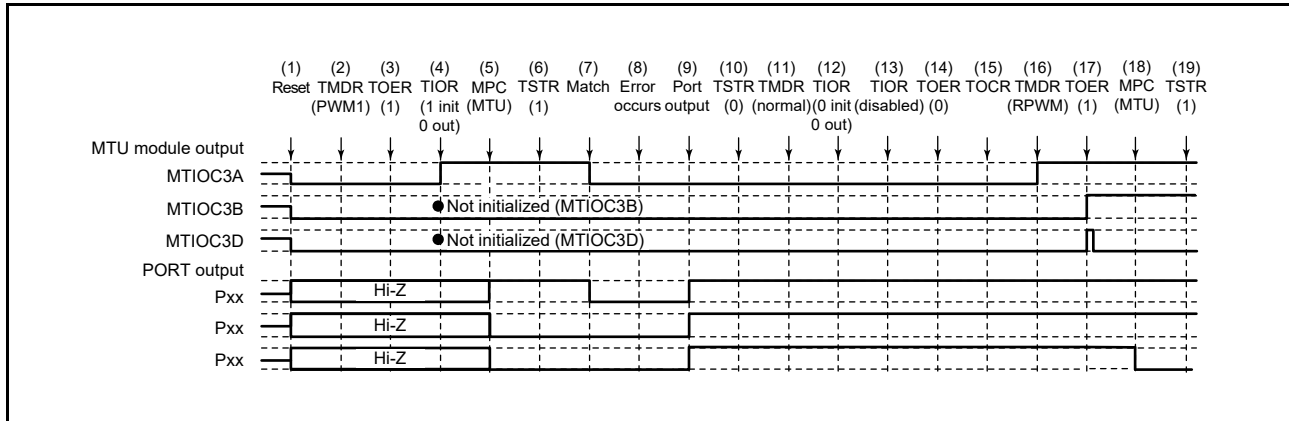 (1) (2) (3) (4) (5) (6) (7) (8) (9) (10) (11) (12) (13) (14) (15) (16) (17) (18) (19)
Reset TMDR TOER TIOR MPC TSTR Match Error Port TSTR TMDR TIOR TIOR TOER TOCR TMDR TOER MPC TSTR
(PWM1) (1) (1 init (MTU) (1) occurs output (0) (normal) (0 init (disabled) (0) (RPWM) (1) (MTU) (1)
0 out) 0 out)
MTU module output
MTIOC3A
MTIOC3B
Not initialized (MTIOC3B)
MTIOC3D
Not initialized (MTIOC3D)
PORT output
Pxx
Hi-Z
Pxx
Hi-Z
Pxx
Hi-Z